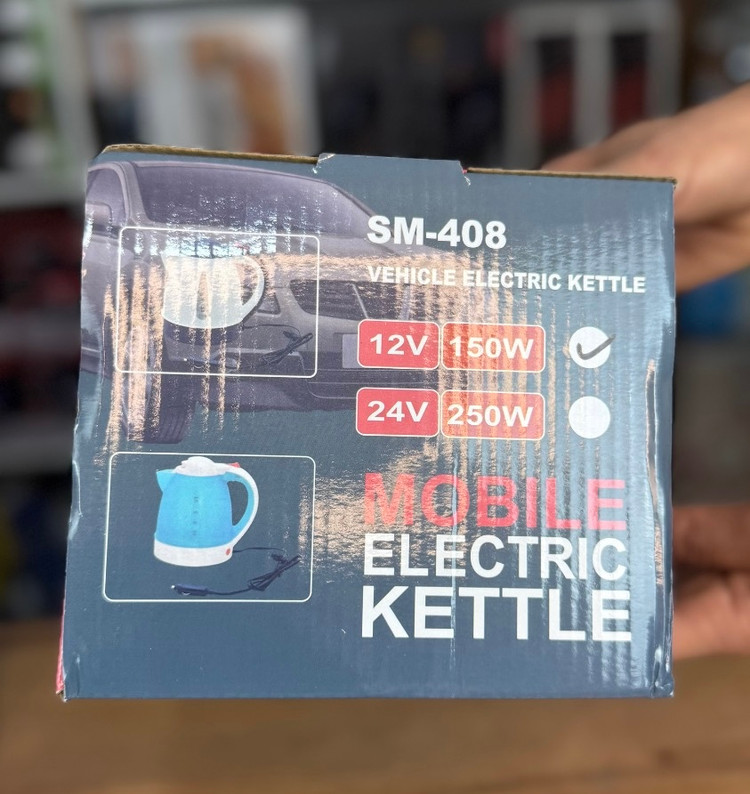 SM-408
VEHICLE ELECTRIC KETTLE
12V 150W
24V 250W
MOBILE
ELECTRIC
KETTLE